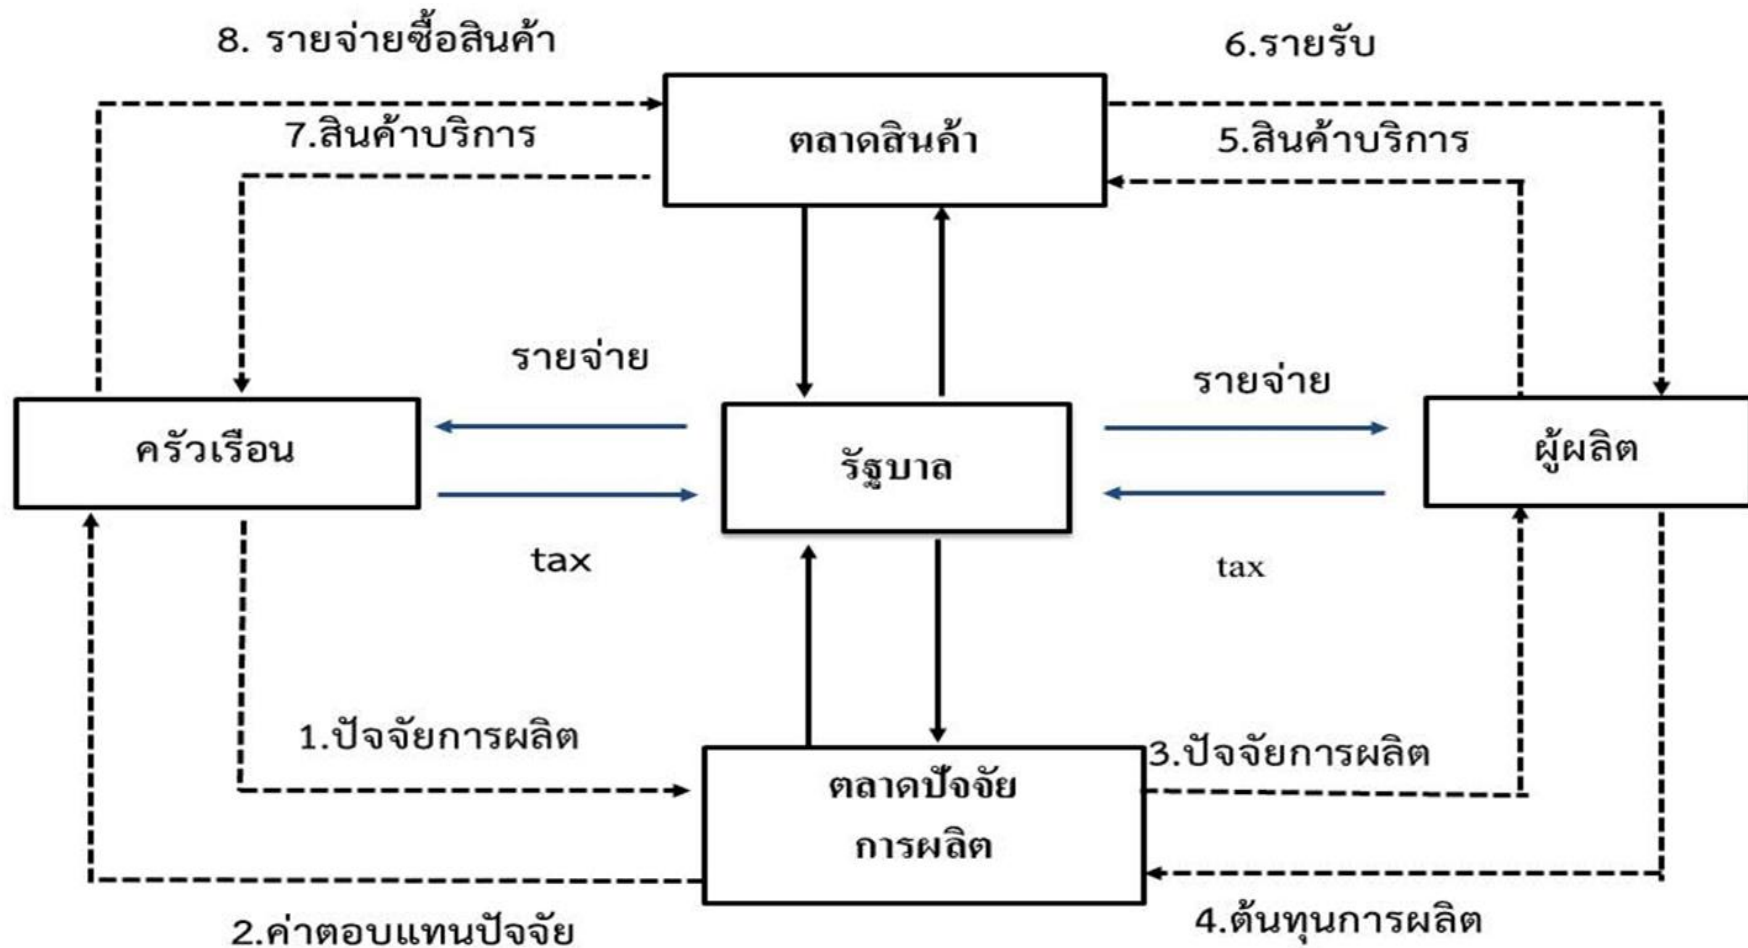 8. รายจ่ายซื้อสินค้า
6.รายรับ
7.สินค้าบริการ
ตลาดสินค้า
5.สินค้าบริการ
รายจ่าย
รายจ่าย
ครัวเรือน
รัฐบาล
ผู้ผลิต
tax
tax
1.ปัจจัยการผลิต
3.ปัจจัยการผลิต
ตลาดปัจจัย
การผลิต
2.ค่าตอบแทนปัจจัย
4.ต้นทุนการผลิต